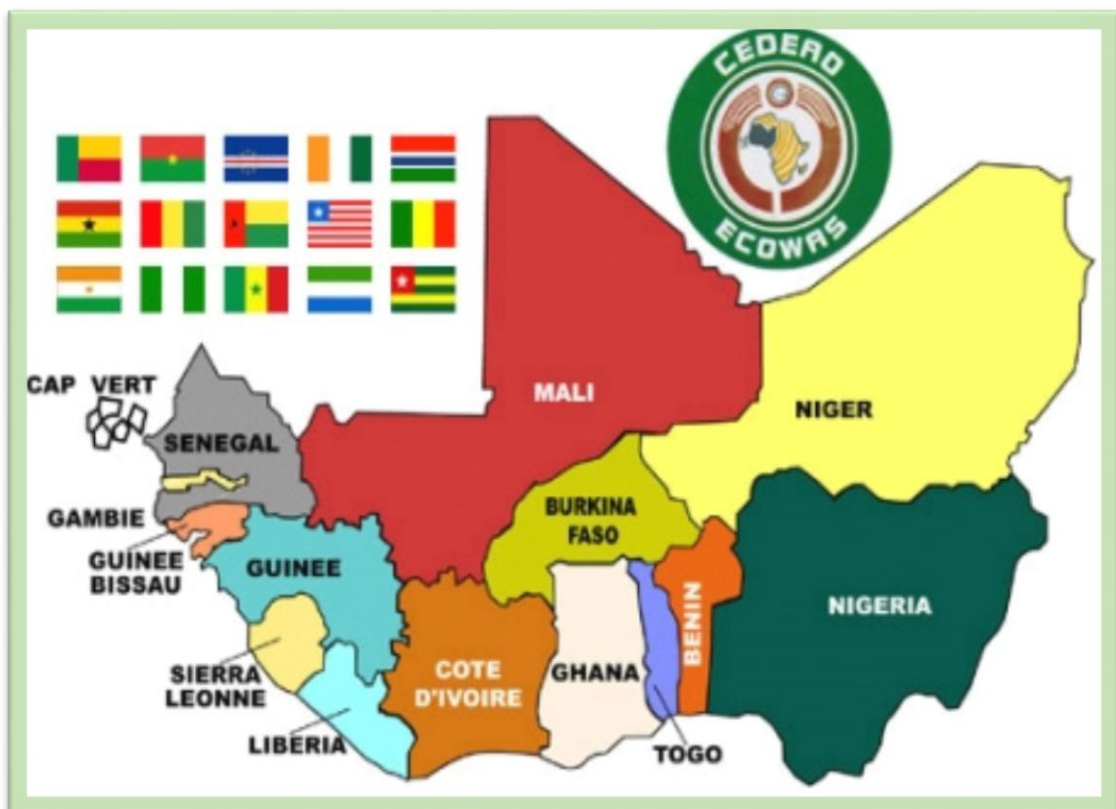 CEDEAO
ECOWAS
CAP VERT
SENEGAL
MALI
NIGER
GAMBIE
GUINEE
BISSAU
GUINEE
BURKINA
FASO
SIERRA
LEONNE
LIBERIA
COTE
D'IVOIRE
GHANA
TOGO
BENIN
NIGERIA